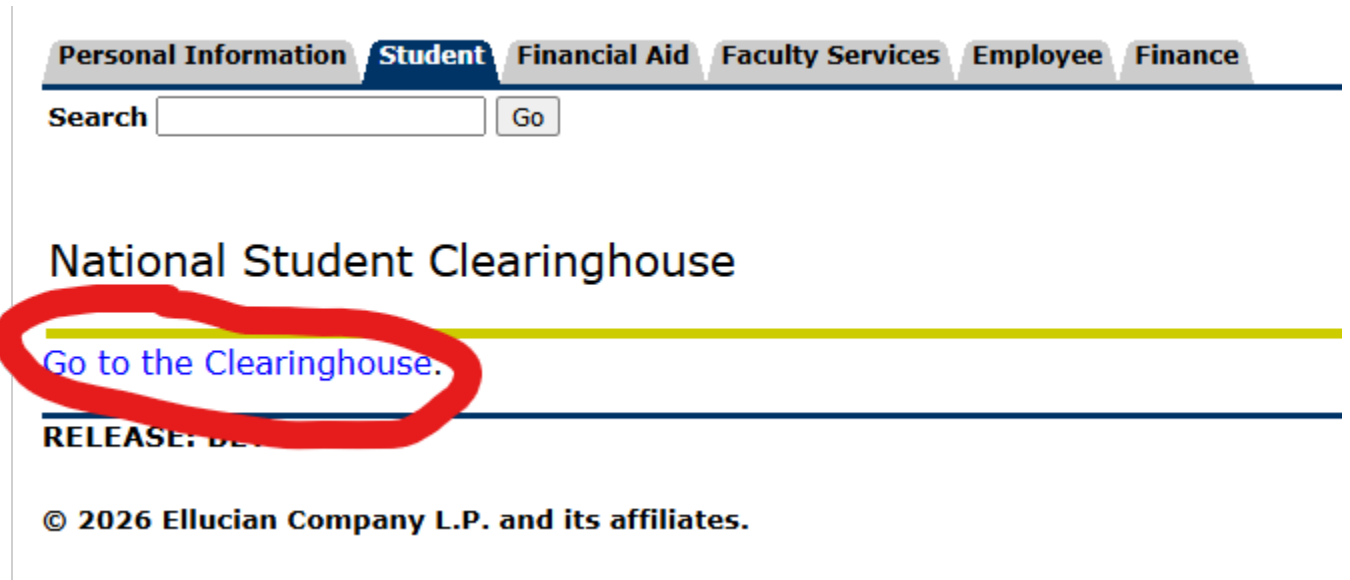 Personal Information Student Financial Aid Faculty Services Employee Finance
Search Go
National Student Clearinghouse
Go to the Clearinghouse.
RELEASE:
© 2026 Ellucian Company L.P. and its affiliates.